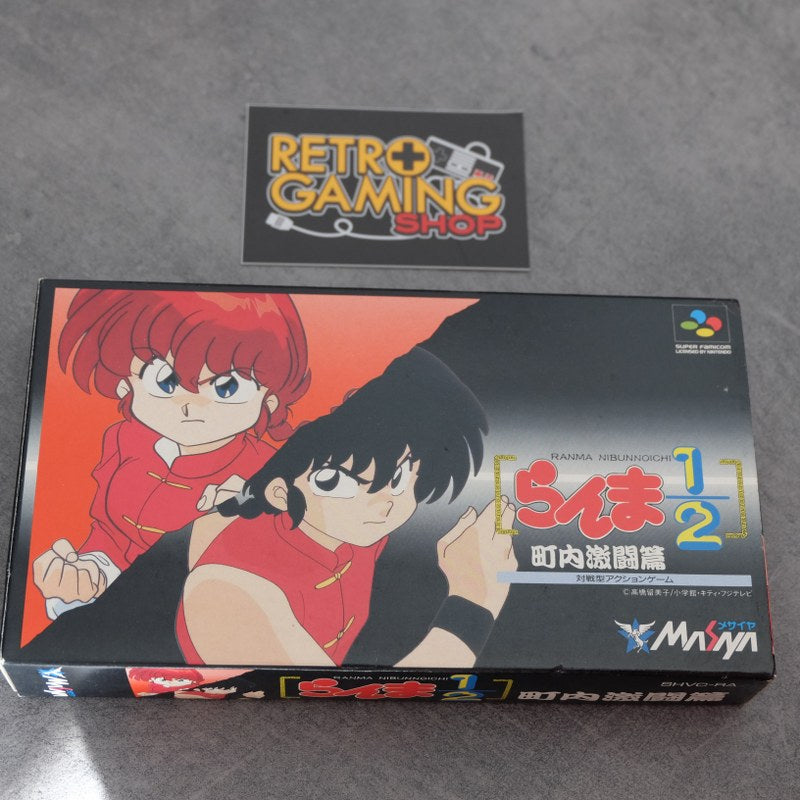 RETRO
GAMING
SHOP
SUPER FAMICOM
LICENSED BY NINTENDO
RANMA NIBUNNOICHI
らんま 1/2
町内激闘篇
対戦型アクションゲーム
©高橋留美子/小学館・キティ・フジテレビ
メサイヤ
MASAYA
MASAYA
RANMA NIBUNNOICHI
らんま 1/2
町内激闘篇
SHVC-RA